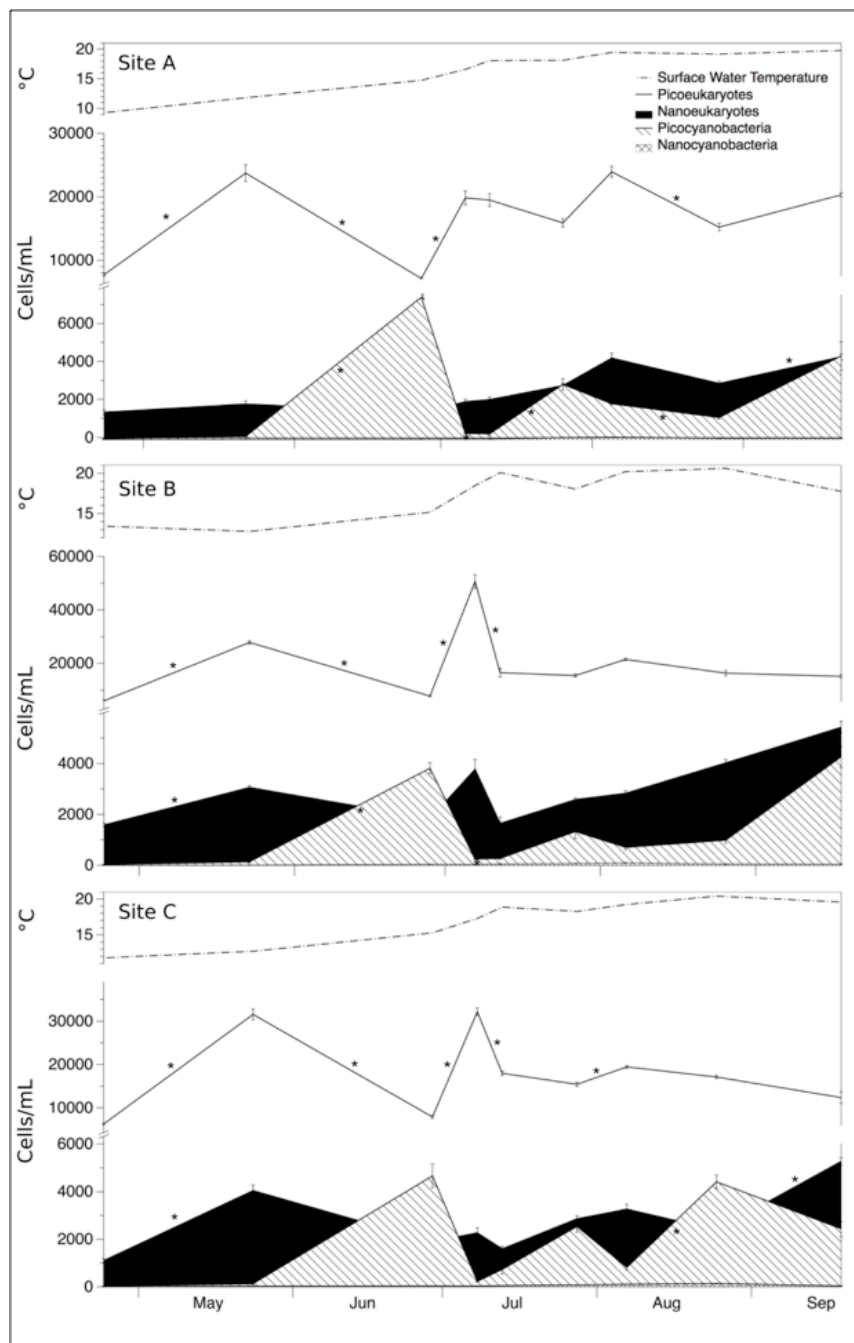 Site A
°C
20
15
10
Surface Water Temperature
Picoeukaryotes
Nanoeukaryotes
Picocyanobacteria
Nanocyanobacteria
Cells/mL
30000
20000
10000
6000
4000
2000
0
* * * * * * * * *
Site B
°C
20
15
Cells/mL
60000
40000
20000
4000
2000
0
* * * * * * *
Site C
°C
20
15
Cells/mL
30000
20000
10000
6000
4000
2000
0
* * * * * * * *
May Jun Jul Aug Sep